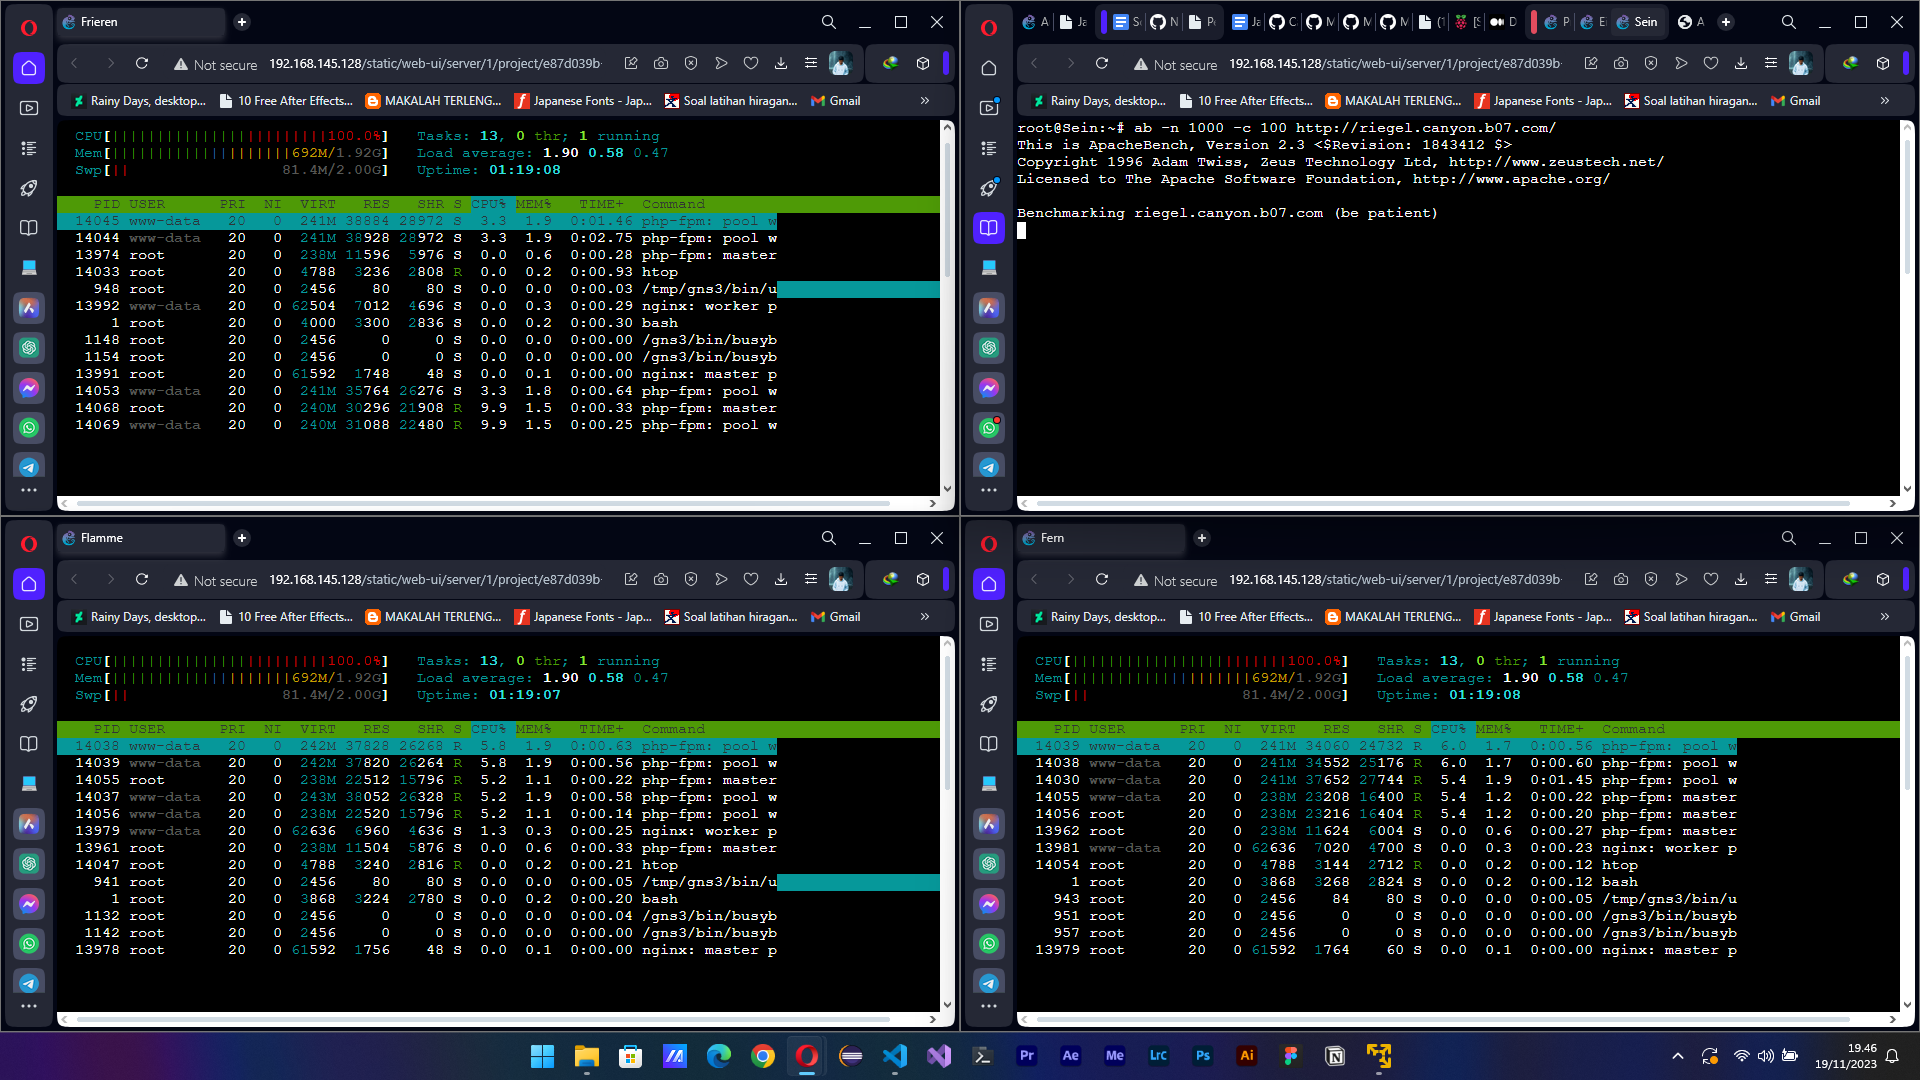 Frieren
Not secure 192.168.145.128/static/web-ui/server/1/project/e87d039b-
Rainy Days, desktop... 10 Free After Effects... MAKALAH TERLENG... Japanese Fonts - Jap... Soal latihan hiragan... Gmail »
CPU[100.0%] Tasks: 13, 0 thr; 1 running
Mem[692M/1.92G] Load average: 1.90 0.58 0.47
Swp[81.4M/2.00G] Uptime: 01:19:08
PID USER PRI NI VIRT RES SHR S CPU% MEM% TIME+ Command
14045 www-data 20 0 241M 38884 28972 S 3.3 1.9 0:01.46 php-fpm: pool w
14044 www-data 20 0 241M 38928 28972 S 3.3 1.9 0:02.75 php-fpm: pool w
13974 root 20 0 238M 11596 5976 S 0.0 0.6 0:00.28 php-fpm: master
14033 root 20 0 4788 3236 2808 R 0.0 0.2 0:00.93 htop
948 root 20 0 2456 80 80 S 0.0 0.0 0:00.03 /tmp/gns3/bin/u
13992 www-data 20 0 62504 7012 4696 S 0.0 0.3 0:00.29 nginx: worker p
1 root 20 0 4000 3300 2836 S 0.0 0.2 0:00.30 bash
1148 root 20 0 2456 0 0 S 0.0 0.0 0:00.00 /gns3/bin/busyb
1154 root 20 0 2456 0 0 S 0.0 0.0 0:00.00 /gns3/bin/busyb
13991 root 20 0 61592 1748 48 S 0.0 0.1 0:00.00 nginx: master p
14053 www-data 20 0 241M 35764 26276 S 3.3 1.8 0:00.64 php-fpm: pool w
14068 root 20 0 240M 30296 21908 R 9.9 1.5 0:00.33 php-fpm: master
14069 www-data 20 0 240M 31088 22480 R 9.9 1.5 0:00.25 php-fpm: pool w
Sein
Not secure 192.168.145.128/static/web-ui/server/1/project/e87d039b-
Rainy Days, desktop... 10 Free After Effects... MAKALAH TERLENG... Japanese Fonts - Jap... Soal latihan hiragan... Gmail »
root@Sein:~# ab -n 1000 -c 100 http://riegel.canyon.b07.com/
This is ApacheBench, Version 2.3 <$Revision: 1843412 $>
Copyright 1996 Adam Twiss, Zeus Technology Ltd, http://www.zeustech.net/
Licensed to The Apache Software Foundation, http://www.apache.org/
Benchmarking riegel.canyon.b07.com (be patient)
Flamme
Not secure 192.168.145.128/static/web-ui/server/1/project/e87d039b-
Rainy Days, desktop... 10 Free After Effects... MAKALAH TERLENG... Japanese Fonts - Jap... Soal latihan hiragan... Gmail »
CPU[100.0%] Tasks: 13, 0 thr; 1 running
Mem[692M/1.92G] Load average: 1.90 0.58 0.47
Swp[81.4M/2.00G] Uptime: 01:19:07
PID USER PRI NI VIRT RES SHR S CPU% MEM% TIME+ Command
14038 www-data 20 0 242M 37828 26268 R 5.8 1.9 0:00.63 php-fpm: pool w
14039 www-data 20 0 242M 37820 26264 R 5.8 1.9 0:00.56 php-fpm: pool w
14055 root 20 0 238M 22512 15796 R 5.2 1.1 0:00.22 php-fpm: master
14037 www-data 20 0 243M 38052 26328 R 5.2 1.9 0:00.58 php-fpm: pool w
14056 www-data 20 0 238M 22520 15796 R 5.2 1.1 0:00.14 php-fpm: pool w
13979 www-data 20 0 62636 6960 4636 S 1.3 0.3 0:00.25 nginx: worker p
13961 root 20 0 238M 11504 5876 S 0.0 0.6 0:00.33 php-fpm: master
14047 root 20 0 4788 3240 2816 R 0.0 0.2 0:00.21 htop
941 root 20 0 2456 80 80 S 0.0 0.0 0:00.05 /tmp/gns3/bin/u
1 root 20 0 3868 3224 2780 S 0.0 0.2 0:00.20 bash
1132 root 20 0 2456 0 0 S 0.0 0.0 0:00.04 /gns3/bin/busyb
1142 root 20 0 2456 0 0 S 0.0 0.0 0:00.00 /gns3/bin/busyb
13978 root 20 0 61592 1756 48 S 0.0 0.1 0:00.00 nginx: master p
Fern
Not secure 192.168.145.128/static/web-ui/server/1/project/e87d039b-
Rainy Days, desktop... 10 Free After Effects... MAKALAH TERLENG... Japanese Fonts - Jap... Soal latihan hiragan... Gmail »
CPU[100.0%] Tasks: 13, 0 thr; 1 running
Mem[692M/1.92G] Load average: 1.90 0.58 0.47
Swp[81.4M/2.00G] Uptime: 01:19:08
PID USER PRI NI VIRT RES SHR S CPU% MEM% TIME+ Command
14039 www-data 20 0 241M 34060 24732 R 6.0 1.7 0:00.56 php-fpm: pool w
14038 www-data 20 0 241M 34552 25176 R 6.0 1.7 0:00.60 php-fpm: pool w
14030 www-data 20 0 241M 37652 27744 R 5.4 1.9 0:01.45 php-fpm: pool w
14055 www-data 20 0 238M 23208 16400 R 5.4 1.2 0:00.22 php-fpm: master
14056 root 20 0 238M 23216 16404 R 5.4 1.2 0:00.20 php-fpm: master
13962 root 20 0 238M 11624 6004 S 0.0 0.6 0:00.27 php-fpm: master
13981 www-data 20 0 62636 7020 4700 S 0.0 0.3 0:00.23 nginx: worker p
14054 root 20 0 4788 3144 2712 R 0.0 0.2 0:00.12 htop
1 root 20 0 3868 3268 2824 S 0.0 0.2 0:00.12 bash
943 root 20 0 2456 84 80 S 0.0 0.0 0:00.05 /tmp/gns3/bin/u
951 root 20 0 2456 0 0 S 0.0 0.0 0:00.00 /gns3/bin/busyb
957 root 20 0 2456 0 0 S 0.0 0.0 0:00.00 /gns3/bin/busyb
13979 root 20 0 61592 1764 60 S 0.0 0.1 0:00.00 nginx: master p
Pr Ae Me Lrc Ps Ai
19.46
19/11/2023